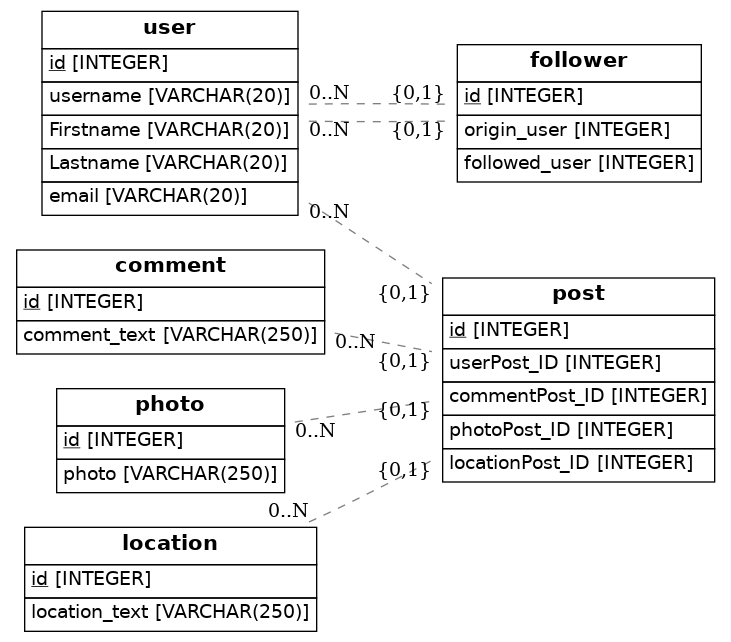 user
id [INTEGER]
username [VARCHAR(20)]
Firstname [VARCHAR(20)]
Lastname [VARCHAR(20)]
email [VARCHAR(20)]
0..N
{0,1}
0..N
{0,1}
follower
id [INTEGER]
origin_user [INTEGER]
followed_user [INTEGER]
0..N
{0,1}
comment
id [INTEGER]
comment_text [VARCHAR(250)]
0..N
{0,1}
post
id [INTEGER]
userPost_ID [INTEGER]
commentPost_ID [INTEGER]
photoPost_ID [INTEGER]
locationPost_ID [INTEGER]
photo
id [INTEGER]
photo [VARCHAR(250)]
0..N
{0,1}
0..N
{0,1}
location
id [INTEGER]
location_text [VARCHAR(250)]